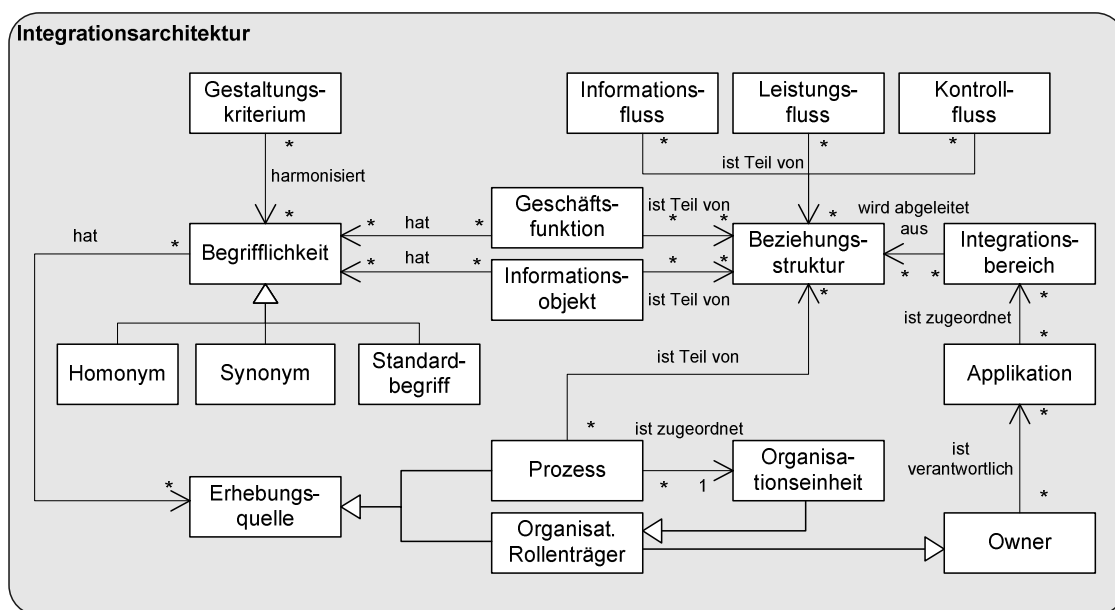 Integrationsarchitektur
Gestaltungs-
kriterium
Informations-
fluss
Leistungs-
fluss
Kontroll-
fluss
*
*
*
*
ist Teil von
harmonisiert
*
*
hat
*
Begrifflichkeit
*
hat
*
Geschäfts-
funktion
ist Teil von
*
*
Beziehungs-
struktur
wird abgeleitet
aus
*
*
Integrations-
bereich
*
hat
*
Informations-
objekt
*
*
ist Teil von
*
*
ist zugeordnet
*
Homonym
Synonym
Standard-
begriff
ist Teil von
Applikation
*
ist
verantwortlich
*
*
ist zugeordnet
Prozess
*
1
Organisa-
tionseinheit
*
Erhebungs-
quelle
Organisat.
Rollenträger
Owner